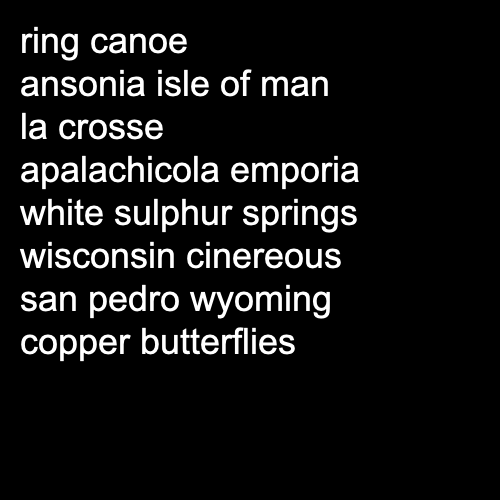 ring canoe
ansonia isle of man
la crosse
apalachicola emporia
white sulphur springs
wisconsin cinereous
san pedro wyoming
copper butterflies